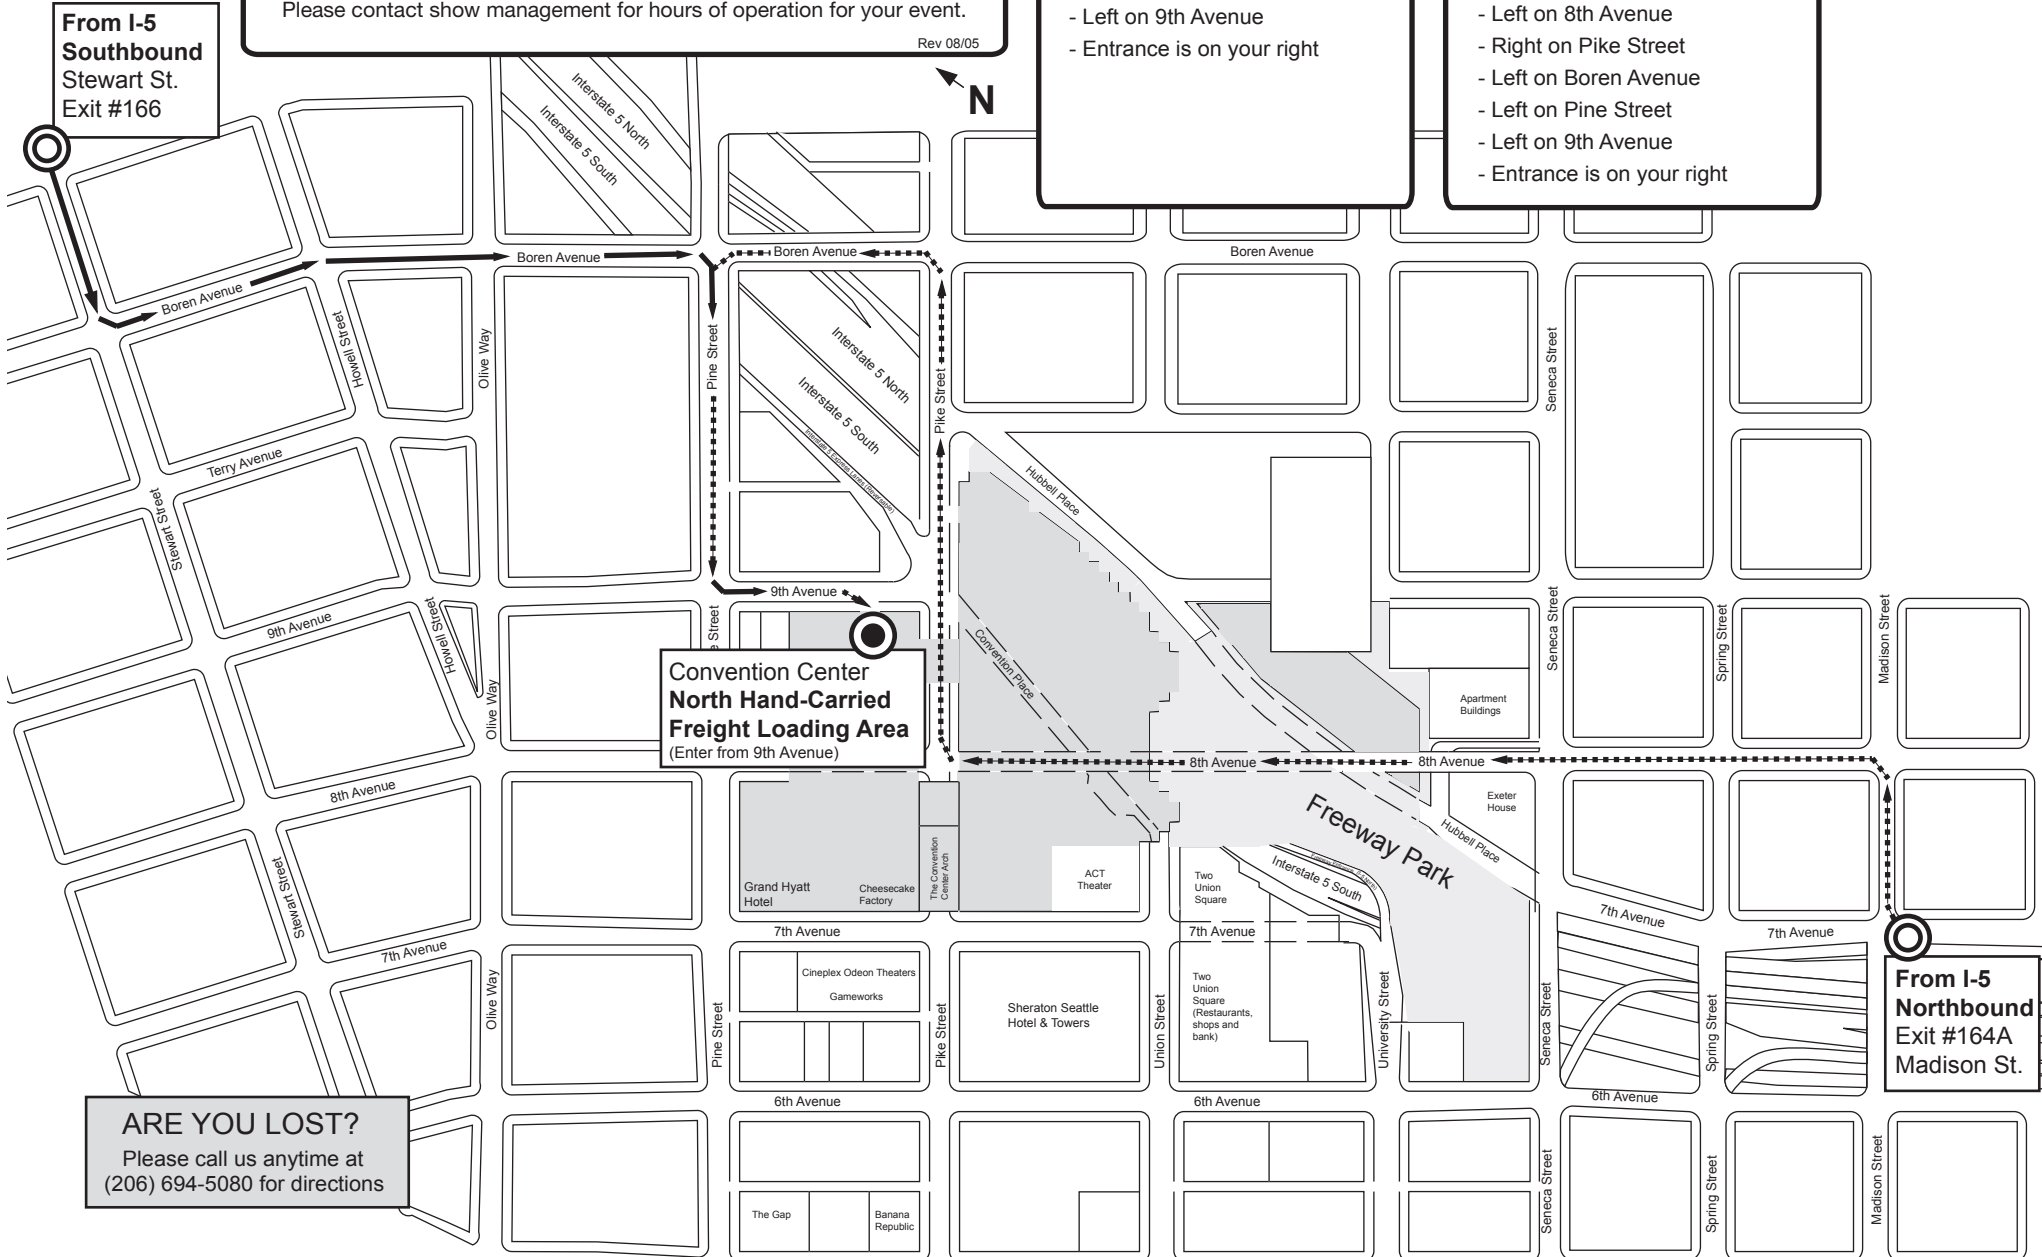 Please contact show management for hours of operation for your event.
Rev 08/05
From I-5
Southbound
Stewart St.
Exit #166
- Left on 9th Avenue
- Entrance is on your right
- Left on 8th Avenue
- Right on Pike Street
- Left on Boren Avenue
- Left on Pine Street
- Left on 9th Avenue
- Entrance is on your right
N
Interstate 5 North
Interstate 5 South
Boren Avenue
Boren Avenue
Boren Avenue
Boren Avenue
Howell Street
Olive Way
Pine Street
Interstate 5 North
Interstate 5 South
Interstate 5 Express Lanes (Reversable)
Pike Street
Seneca Street
Hubbell Place
Terry Avenue
Stewart Street
9th Avenue
Howell Street
9th Avenue
Street
Convention Place
Seneca Street
Spring Street
Madison Street
Olive Way
Convention Center
North Hand-Carried
Freight Loading Area
(Enter from 9th Avenue)
Apartment
Buildings
8th Avenue
8th Avenue
8th Avenue
Exeter
House
Freeway Park
Hubbell Place
Interstate 5 South
Stewart Street
Grand Hyatt
Hotel
Cheesecake
Factory
The Convention
Center Arch
ACT
Theater
Two
Union
Square
7th Avenue
7th Avenue
7th Avenue
7th Avenue
7th Avenue
Olive Way
Pine Street
Cineplex Odeon Theaters
Gameworks
Pike Street
Sheraton Seattle
Hotel & Towers
Union Street
Two
Union
Square
(Restaurants,
shops and
bank)
University Street
Seneca Street
Spring Street
From I-5
Northbound
Exit #164A
Madison St.
6th Avenue
6th Avenue
6th Avenue
ARE YOU LOST?
Please call us anytime at
(206) 694-5080 for directions
The Gap
Banana
Republic
Seneca Street
Spring Street
Madison Street